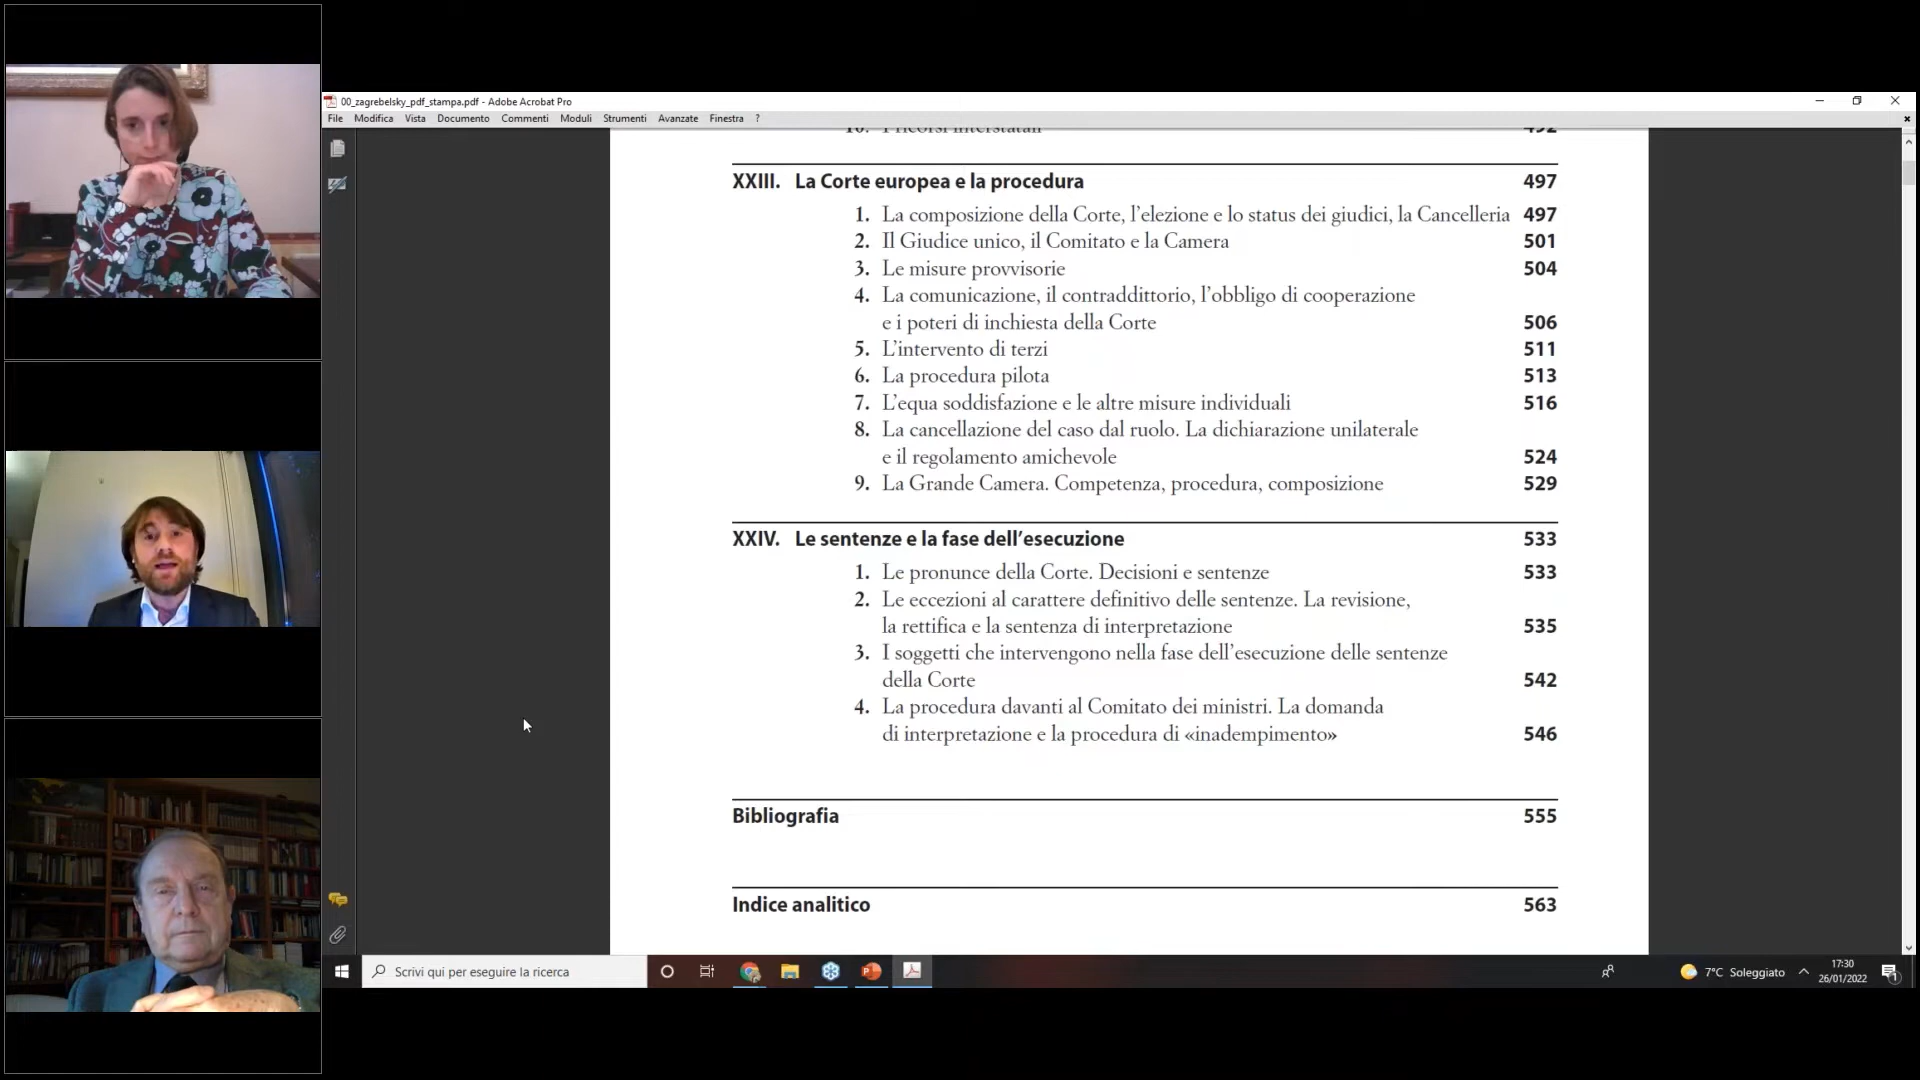 00_zagrebelsky_pdf_stampa.pdf - Adobe Acrobat Pro
File Modifica Vista Documento Commenti Moduli Strumenti Avanzate Finestra ?
10. I ricorsi interstatali 492
XXIII. La Corte europea e la procedura 497
1. La composizione della Corte, l’elezione e lo status dei giudici, la Cancelleria 497
2. Il Giudice unico, il Comitato e la Camera 501
3. Le misure provvisorie 504
4. La comunicazione, il contraddittorio, l’obbligo di cooperazione
e i poteri di inchiesta della Corte 506
5. L’intervento di terzi 511
6. La procedura pilota 513
7. L’equa soddisfazione e le altre misure individuali 516
8. La cancellazione del caso dal ruolo. La dichiarazione unilaterale
e il regolamento amichevole 524
9. La Grande Camera. Competenza, procedura, composizione 529
XXIV. Le sentenze e la fase dell’esecuzione 533
1. Le pronunce della Corte. Decisioni e sentenze 533
2. Le eccezioni al carattere definitivo delle sentenze. La revisione,
la rettifica e la sentenza di interpretazione 535
3. I soggetti che intervengono nella fase dell’esecuzione delle sentenze
della Corte 542
4. La procedura davanti al Comitato dei ministri. La domanda
di interpretazione e la procedura di «inadempimento» 546
Bibliografia 555
Indice analitico 563
Scrivi qui per eseguire la ricerca
7°C Soleggiato
17:30
26/01/2022
1